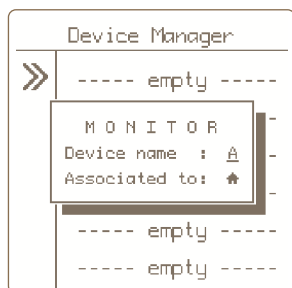 Device Manager
----- empty -----
M O N I T O R
Device name : A
Associated to:
----- empty -----
----- empty -----